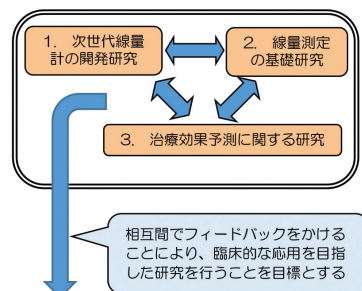 1. 次世代線量
計の開発研究
2. 線量測定
の基礎研究
3. 治療効果予測に関する研究
相互間でフィードバックをかける
ことにより、臨床的な応用を目指
した研究を行うことを目標とする